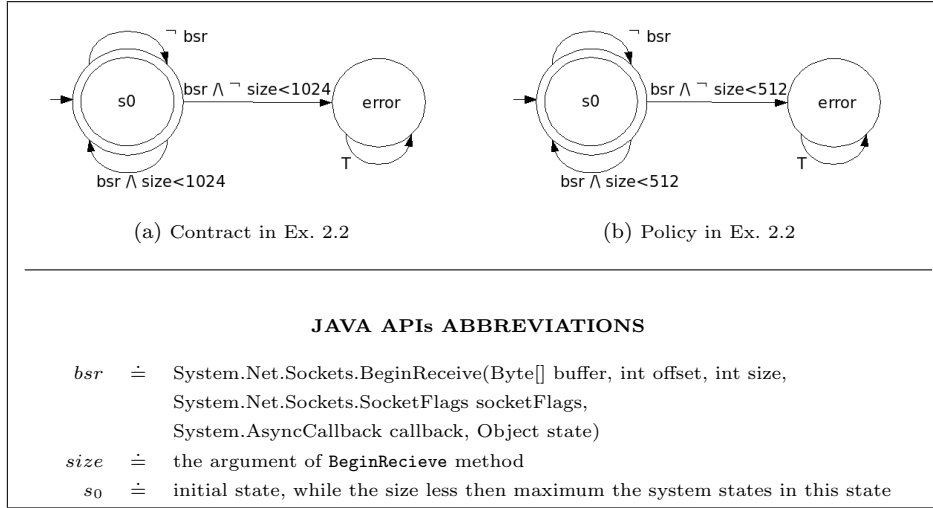 ¬ bsr
s0
bsr /\ ¬ size<1024
error
T
bsr /\ size<1024
(a) Contract in Ex. 2.2
¬ bsr
s0
bsr /\ ¬ size<512
error
T
bsr /\ size<512
(b) Policy in Ex. 2.2
JAVA APIs ABBREVIATIONS
bsr ≐ System.Net.Sockets.BeginReceive(Byte[] buffer, int offset, int size,
System.Net.Sockets.SocketFlags socketFlags,
System.AsyncCallback callback, Object state)
size ≐ the argument of BeginRecieve method
s₀ ≐ initial state, while the size less then maximum the system states in this state